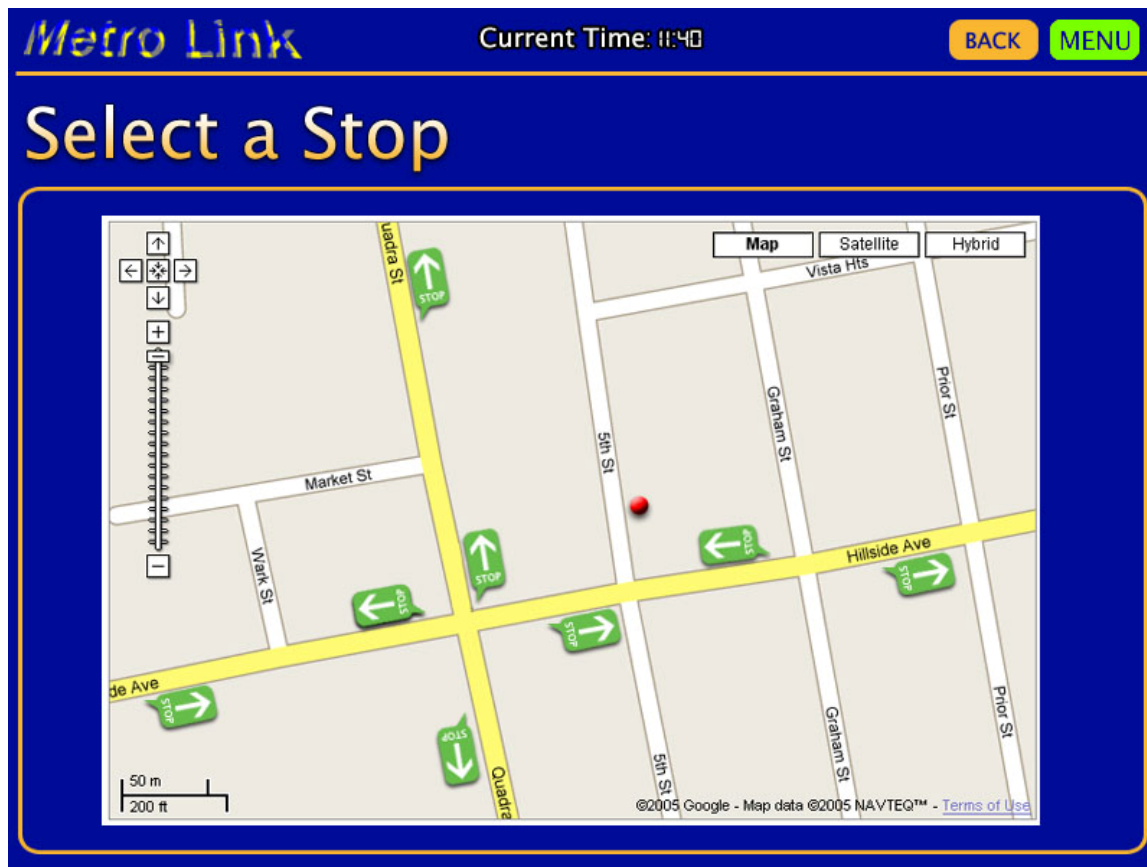 Metro Link
Current Time: 11:40
BACK
MENU
Select a Stop
Map
Satellite
Hybrid
uadra St
STOP
Vista Hts
Prior St
Graham St
5th St
Market St
Wark St
STOP
STOP
STOP
Hillside Ave
STOP
STOP
de Ave
STOP
STOP
Quadra
5th St
Graham St
Prior St
50 m
200 ft
©2005 Google - Map data ©2005 NAVTEQ™ - Terms of Use